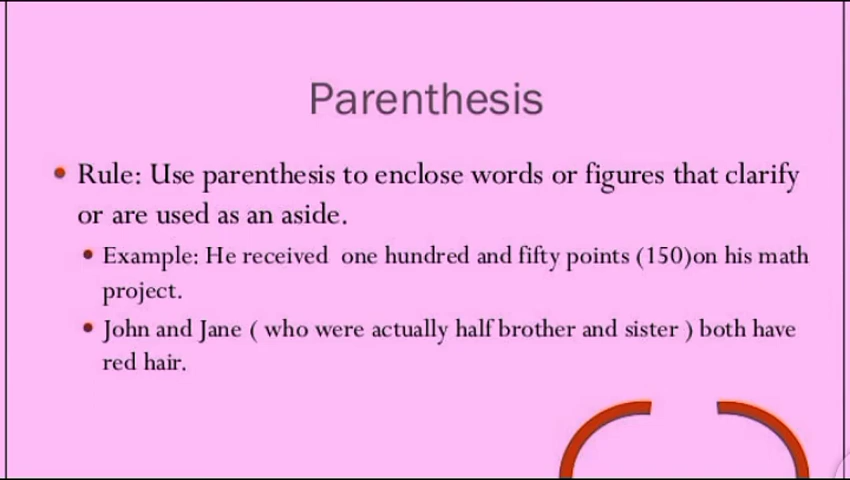 Parenthesis
Rule: Use parenthesis to enclose words or figures that clarify
or are used as an aside.
Example: He received  one hundred and fifty points (150)on his math
project.
John and Jane ( who were actually half brother and sister ) both have
red hair.